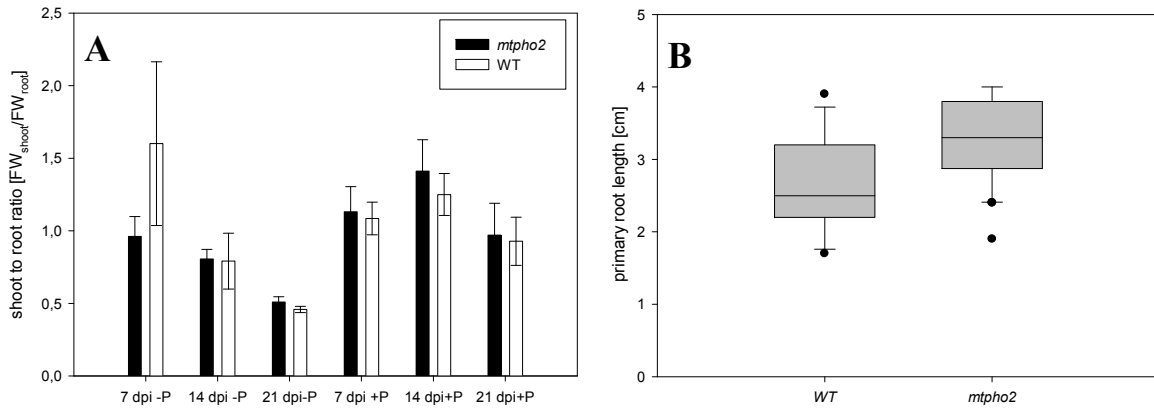 A
mtpho2
WT
shoot to root ratio [FWshoot/FWroot]
2,5
2,0
1,5
1,0
0,5
0,0
7 dpi -P 14 dpi -P 21 dpi-P 7 dpi +P 14 dpi+P 21 dpi+P
B
primary root length [cm]
5
4
3
2
1
0
WT mtpho2